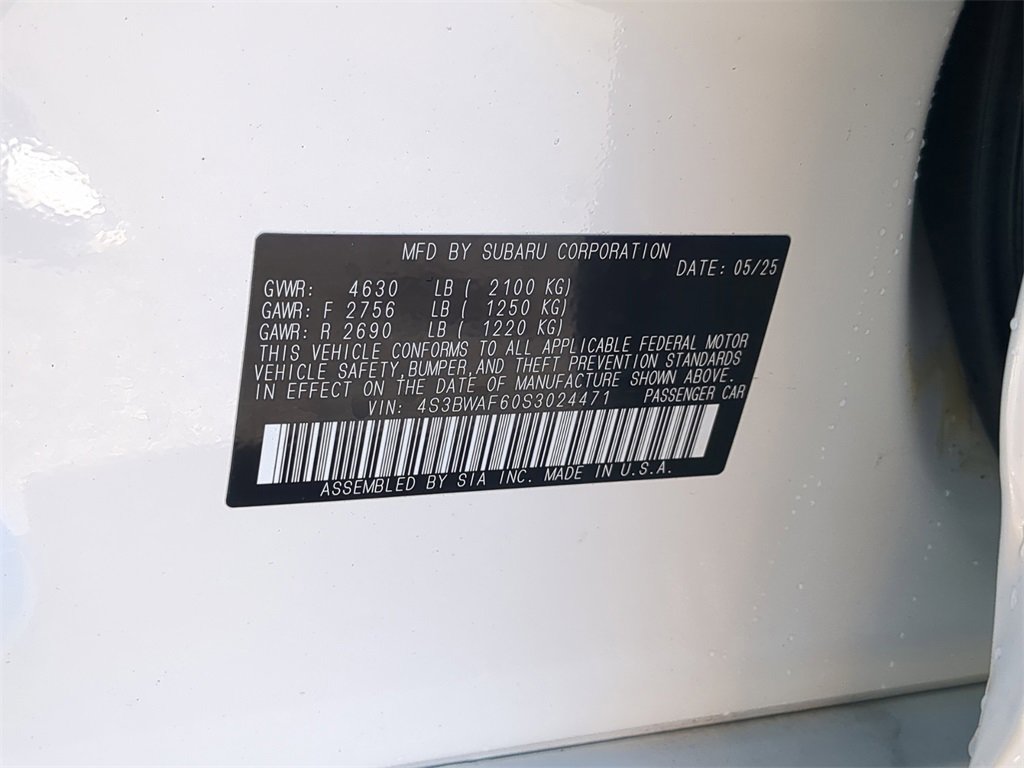 MFD BY SUBARU CORPORATION
DATE: 05/25
GVWR: 4630 LB ( 2100 KG)
GAWR: F 2756 LB ( 1250 KG)
GAWR: R 2690 LB ( 1220 KG)
THIS VEHICLE CONFORMS TO ALL APPLICABLE FEDERAL MOTOR
VEHICLE SAFETY, BUMPER, AND THEFT PREVENTION STANDARDS
IN EFFECT ON THE DATE OF MANUFACTURE SHOWN ABOVE.
VIN: 4S3BWAF60S3024471 PASSENGER CAR
ASSEMBLED BY SIA INC. MADE IN U.S.A.